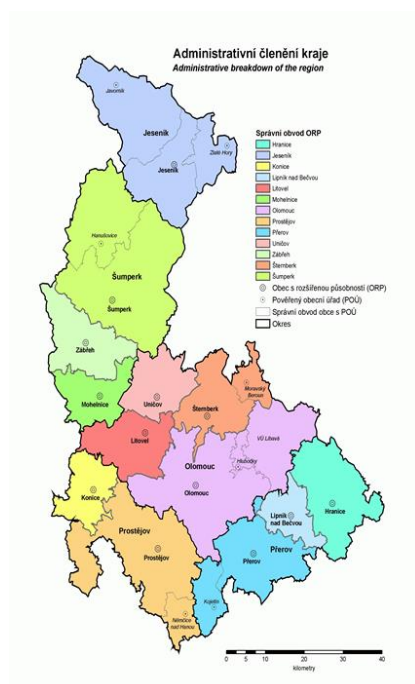 Administrativní členění kraje
Administrative breakdown of the region
Javorník
Jeseník
Zlaté Hory
Jeseník
Správní obvod ORP
Hranice
Jeseník
Konice
Lipník nad Bečvou
Litovel
Mohelnice
Olomouc
Prostějov
Přerov
Uničov
Zábřeh
Šternberk
Šumperk
Obec s rozšířenou působností (ORP)
Pověřený obecní úřad (POÚ)
Správní obvod obce s POÚ
Okres
Hanušovice
Šumperk
Šumperk
Zábřeh
Mohelnice
Uničov
Moravský
Beroun
Šternberk
Litovel
VÚ Libavá
Olomouc
Hlubočky
Olomouc
Konice
Hranice
Lipník
nad Bečvou
Prostějov
Prostějov
Přerov
Přerov
Kojetín
Němčice
nad Hanou
0 5 10 20 30 40
kilometry